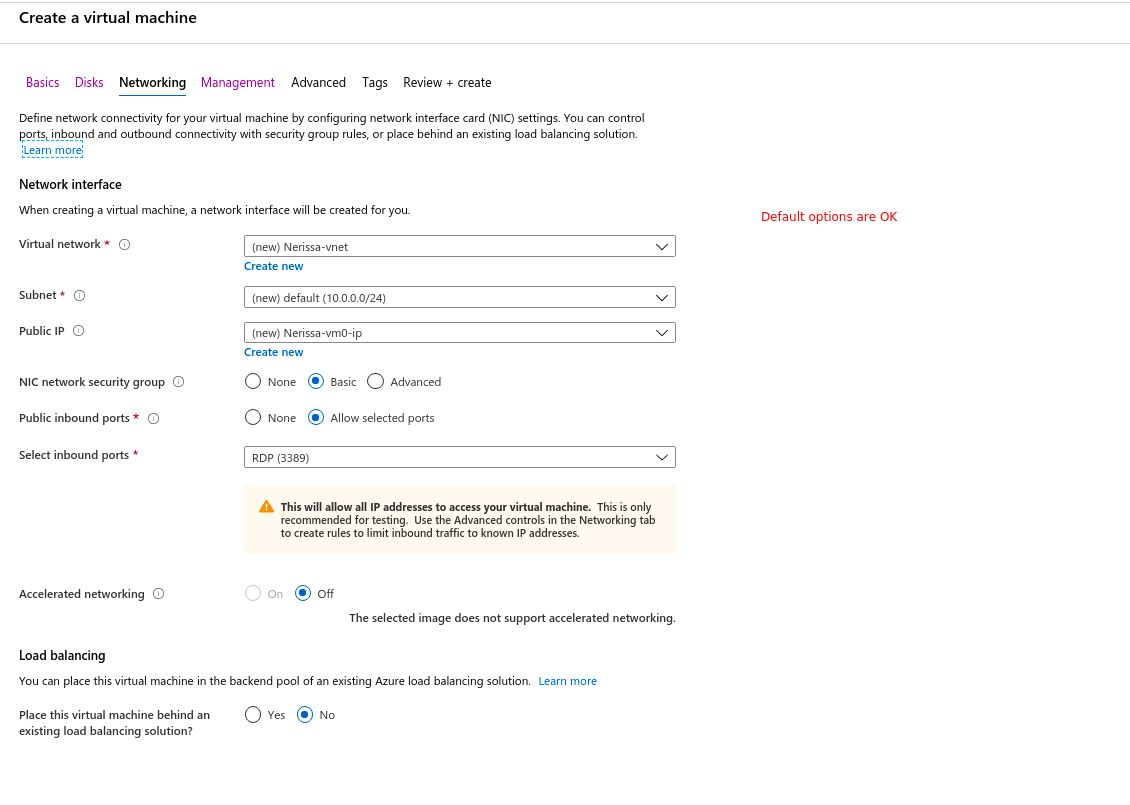 Create a virtual machine
Basics Disks Networking Management Advanced Tags Review + create
Define network connectivity for your virtual machine by configuring network interface card (NIC) settings. You can control
ports, inbound and outbound connectivity with security group rules, or place behind an existing load balancing solution.
Learn more
Network interface
When creating a virtual machine, a network interface will be created for you.
Default options are OK
Virtual network *
(new) Nerissa-vnet
Create new
Subnet *
(new) default (10.0.0.0/24)
Public IP
(new) Nerissa-vm0-ip
Create new
NIC network security group
None Basic Advanced
Public inbound ports *
None Allow selected ports
Select inbound ports *
RDP (3389)
This will allow all IP addresses to access your virtual machine. This is only
recommended for testing. Use the Advanced controls in the Networking tab
to create rules to limit inbound traffic to known IP addresses.
Accelerated networking
On Off
The selected image does not support accelerated networking.
Load balancing
You can place this virtual machine in the backend pool of an existing Azure load balancing solution. Learn more
Place this virtual machine behind an
existing load balancing solution?
Yes No